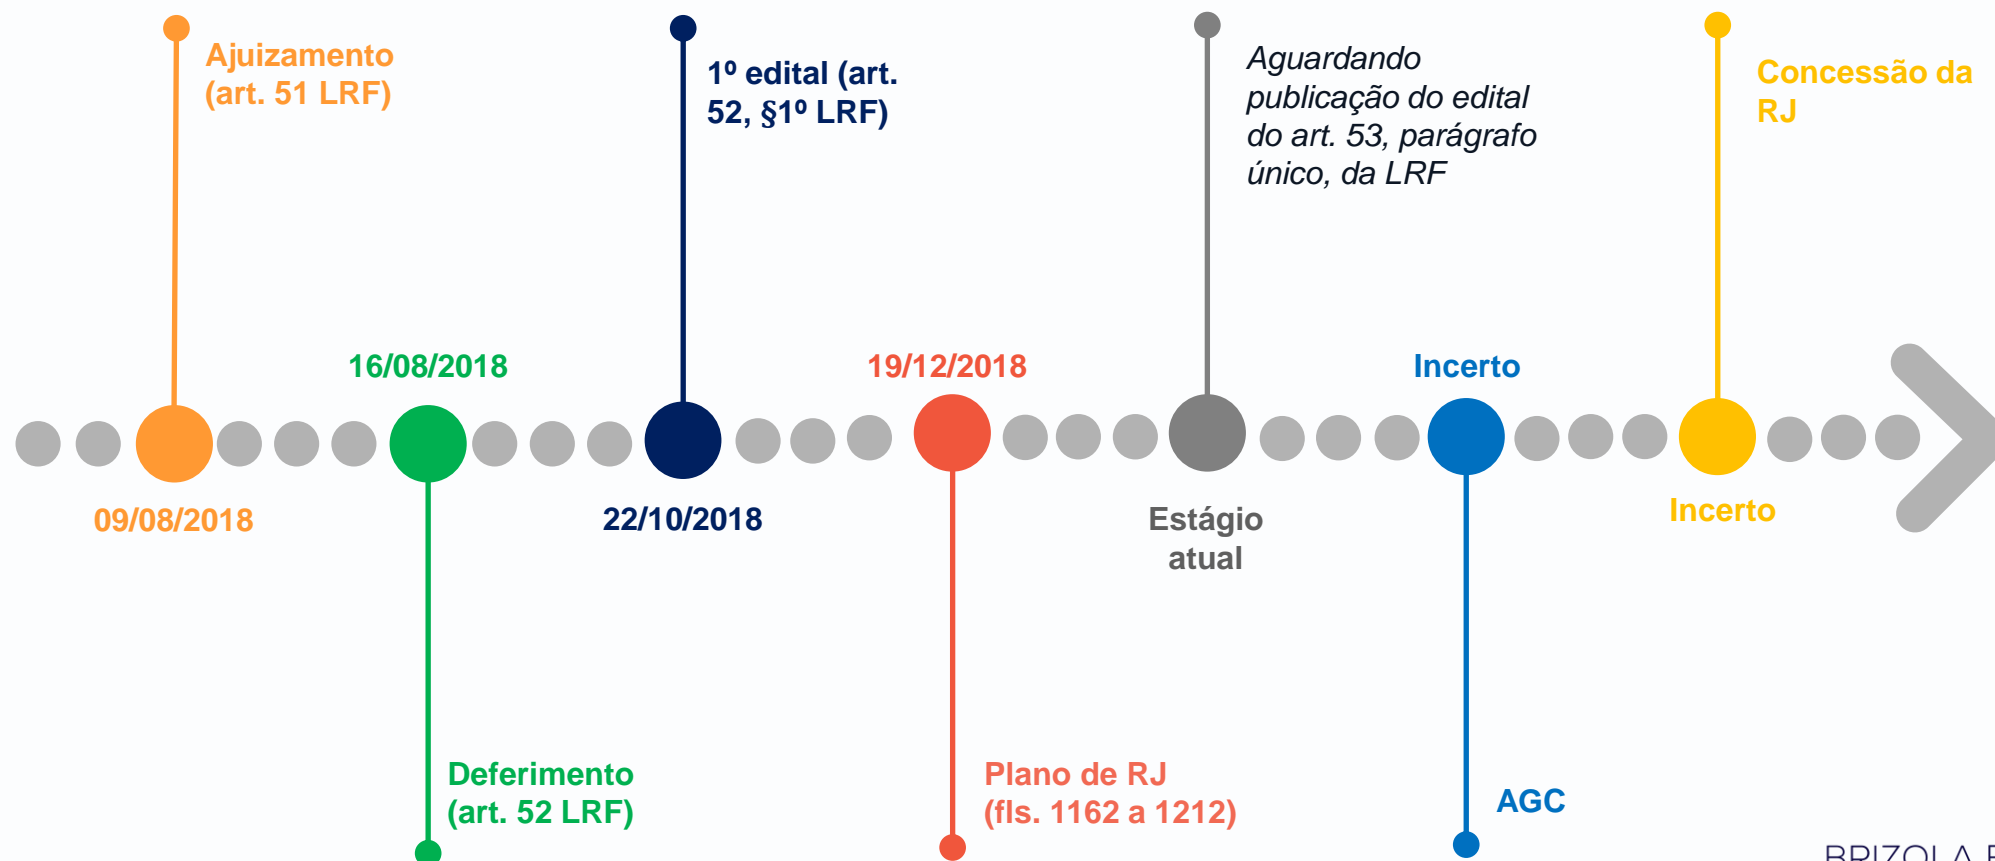 Ajuizamento
(art. 51 LRF)
09/08/2018
16/08/2018
Deferimento
(art. 52 LRF)
1º edital (art.
52, §1º LRF)
22/10/2018
19/12/2018
Plano de RJ
(fls. 1162 a 1212)
Aguardando
publicação do edital
do art. 53, parágrafo
único, da LRF
Estágio
atual
Incerto
AGC
Concessão da
RJ
Incerto
BRIZOLA